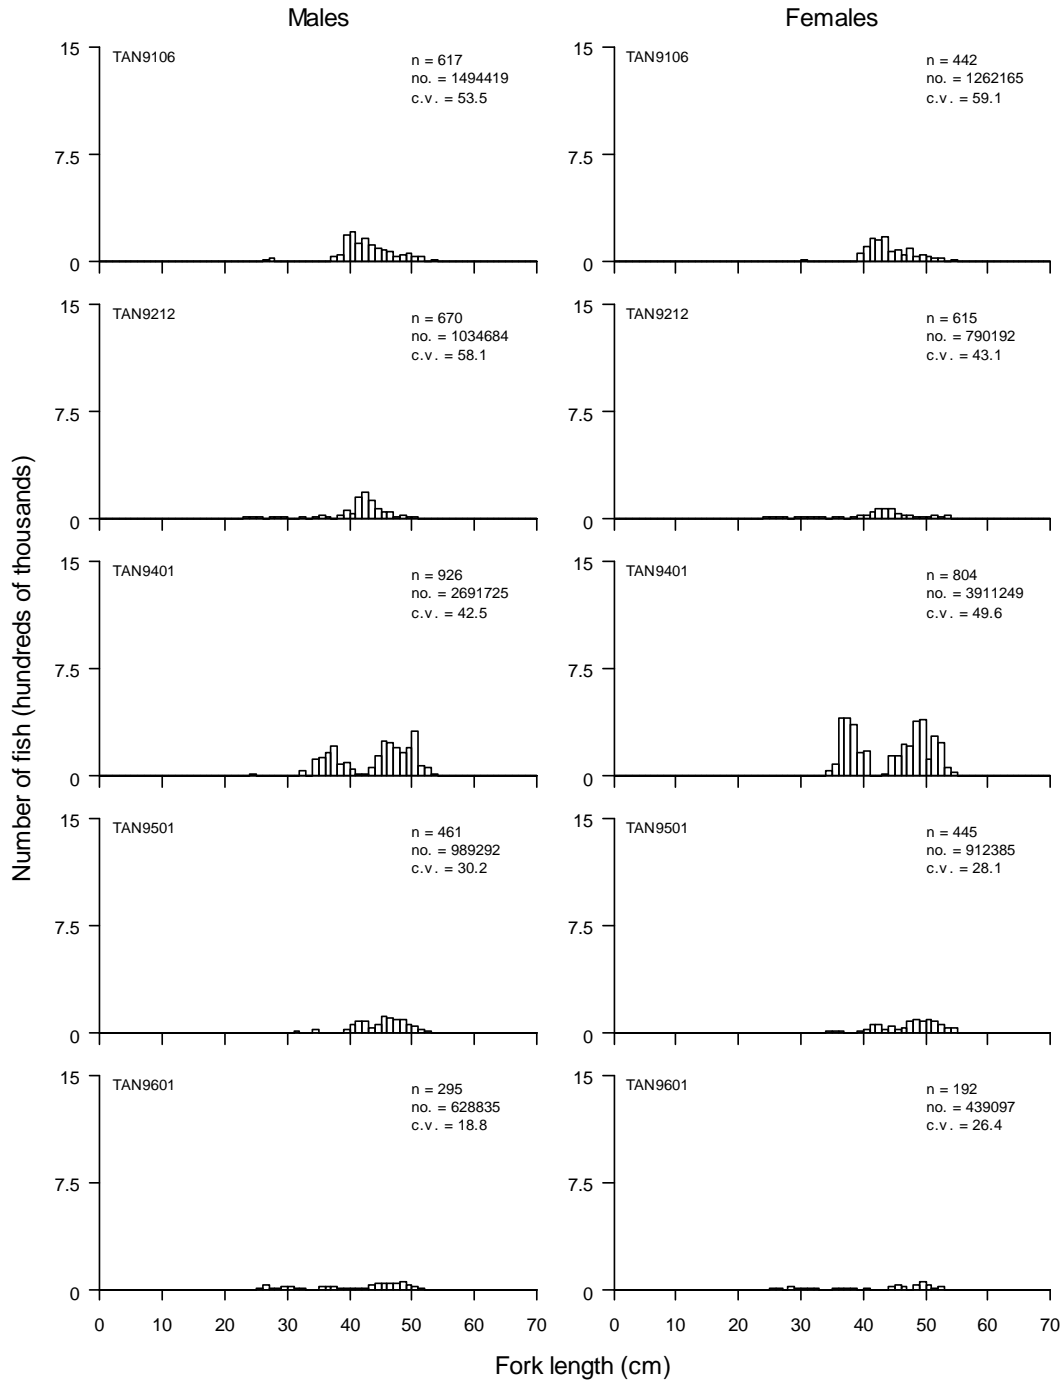 Males
Females
Number of fish (hundreds of thousands)
15
TAN9106
n = 617
no. = 1494419
c.v. = 53.5
7.5
0
15
TAN9106
n = 442
no. = 1262165
c.v. = 59.1
7.5
0
15
TAN9212
n = 670
no. = 1034684
c.v. = 58.1
7.5
0
15
TAN9212
n = 615
no. = 790192
c.v. = 43.1
7.5
0
15
TAN9401
n = 926
no. = 2691725
c.v. = 42.5
7.5
0
15
TAN9401
n = 804
no. = 3911249
c.v. = 49.6
7.5
0
15
TAN9501
n = 461
no. = 989292
c.v. = 30.2
7.5
0
15
TAN9501
n = 445
no. = 912385
c.v. = 28.1
7.5
0
15
TAN9601
n = 295
no. = 628835
c.v. = 18.8
7.5
0
15
TAN9601
n = 192
no. = 439097
c.v. = 26.4
7.5
0
0 10 20 30 40 50 60 70
0 10 20 30 40 50 60 70
Fork length (cm)